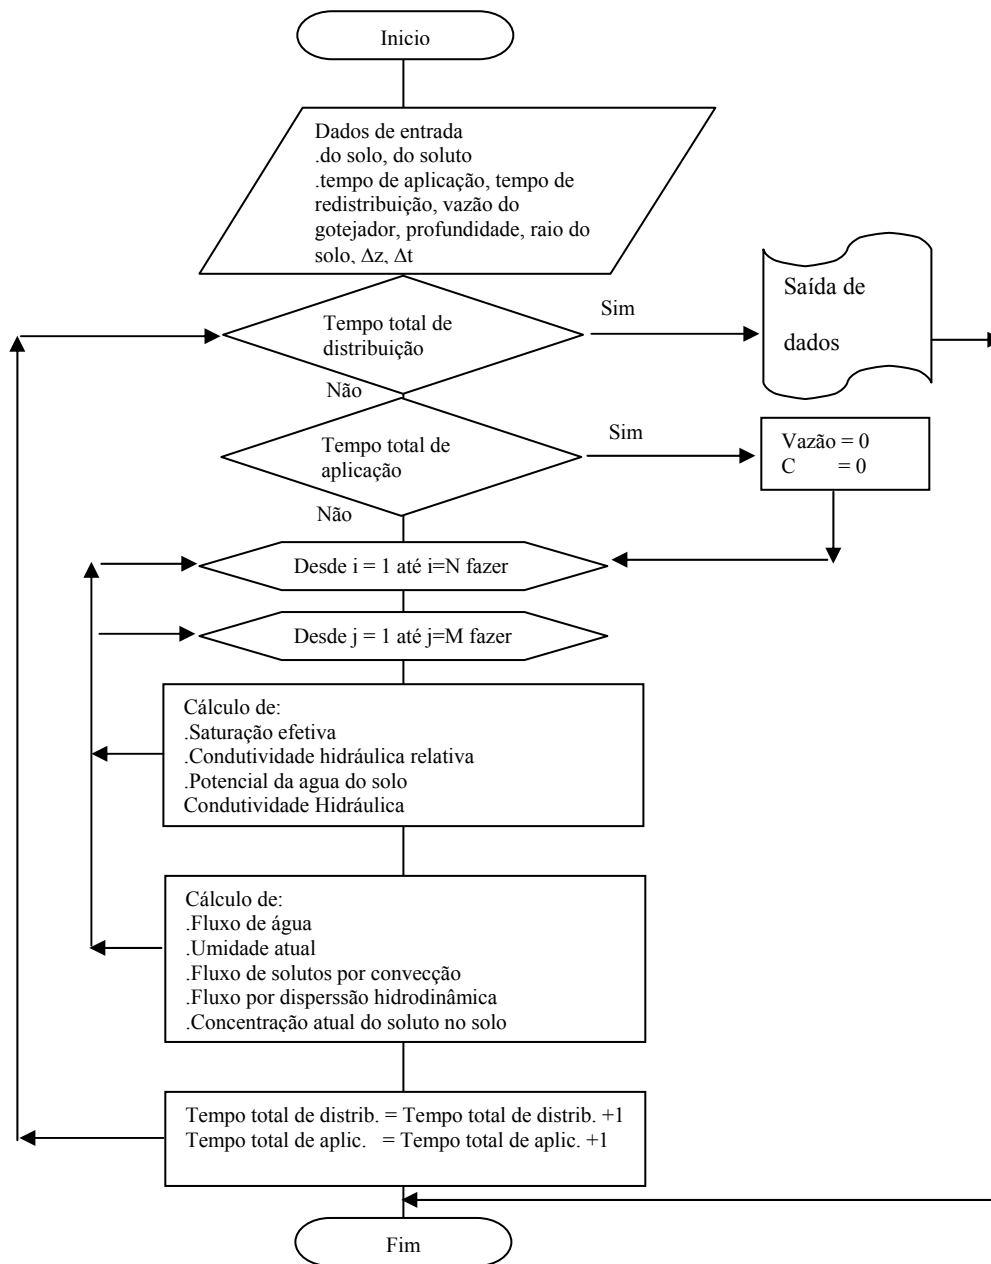 Inicio
Dados de entrada
.do solo, do soluto
.tempo de aplicação, tempo de
redistribuição, vazão do
gotejador, profundidade, raio do
solo, Δz, Δt
Tempo total de
distribuição
Sim
Saída de
dados
Não
Tempo total de
aplicação
Sim
Vazão = 0
C = 0
Não
Desde i = 1 até i=N fazer
Desde j = 1 até j=M fazer
Cálculo de:
.Saturação efetiva
.Condutividade hidráulica relativa
.Potencial da agua do solo
Condutividade Hidráulica
Cálculo de:
.Fluxo de água
.Umidade atual
.Fluxo de solutos por convecção
.Fluxo por disperssão hidrodinâmica
.Concentração atual do soluto no solo
Tempo total de distrib. = Tempo total de distrib. +1
Tempo total de aplic. = Tempo total de aplic. +1
Fim